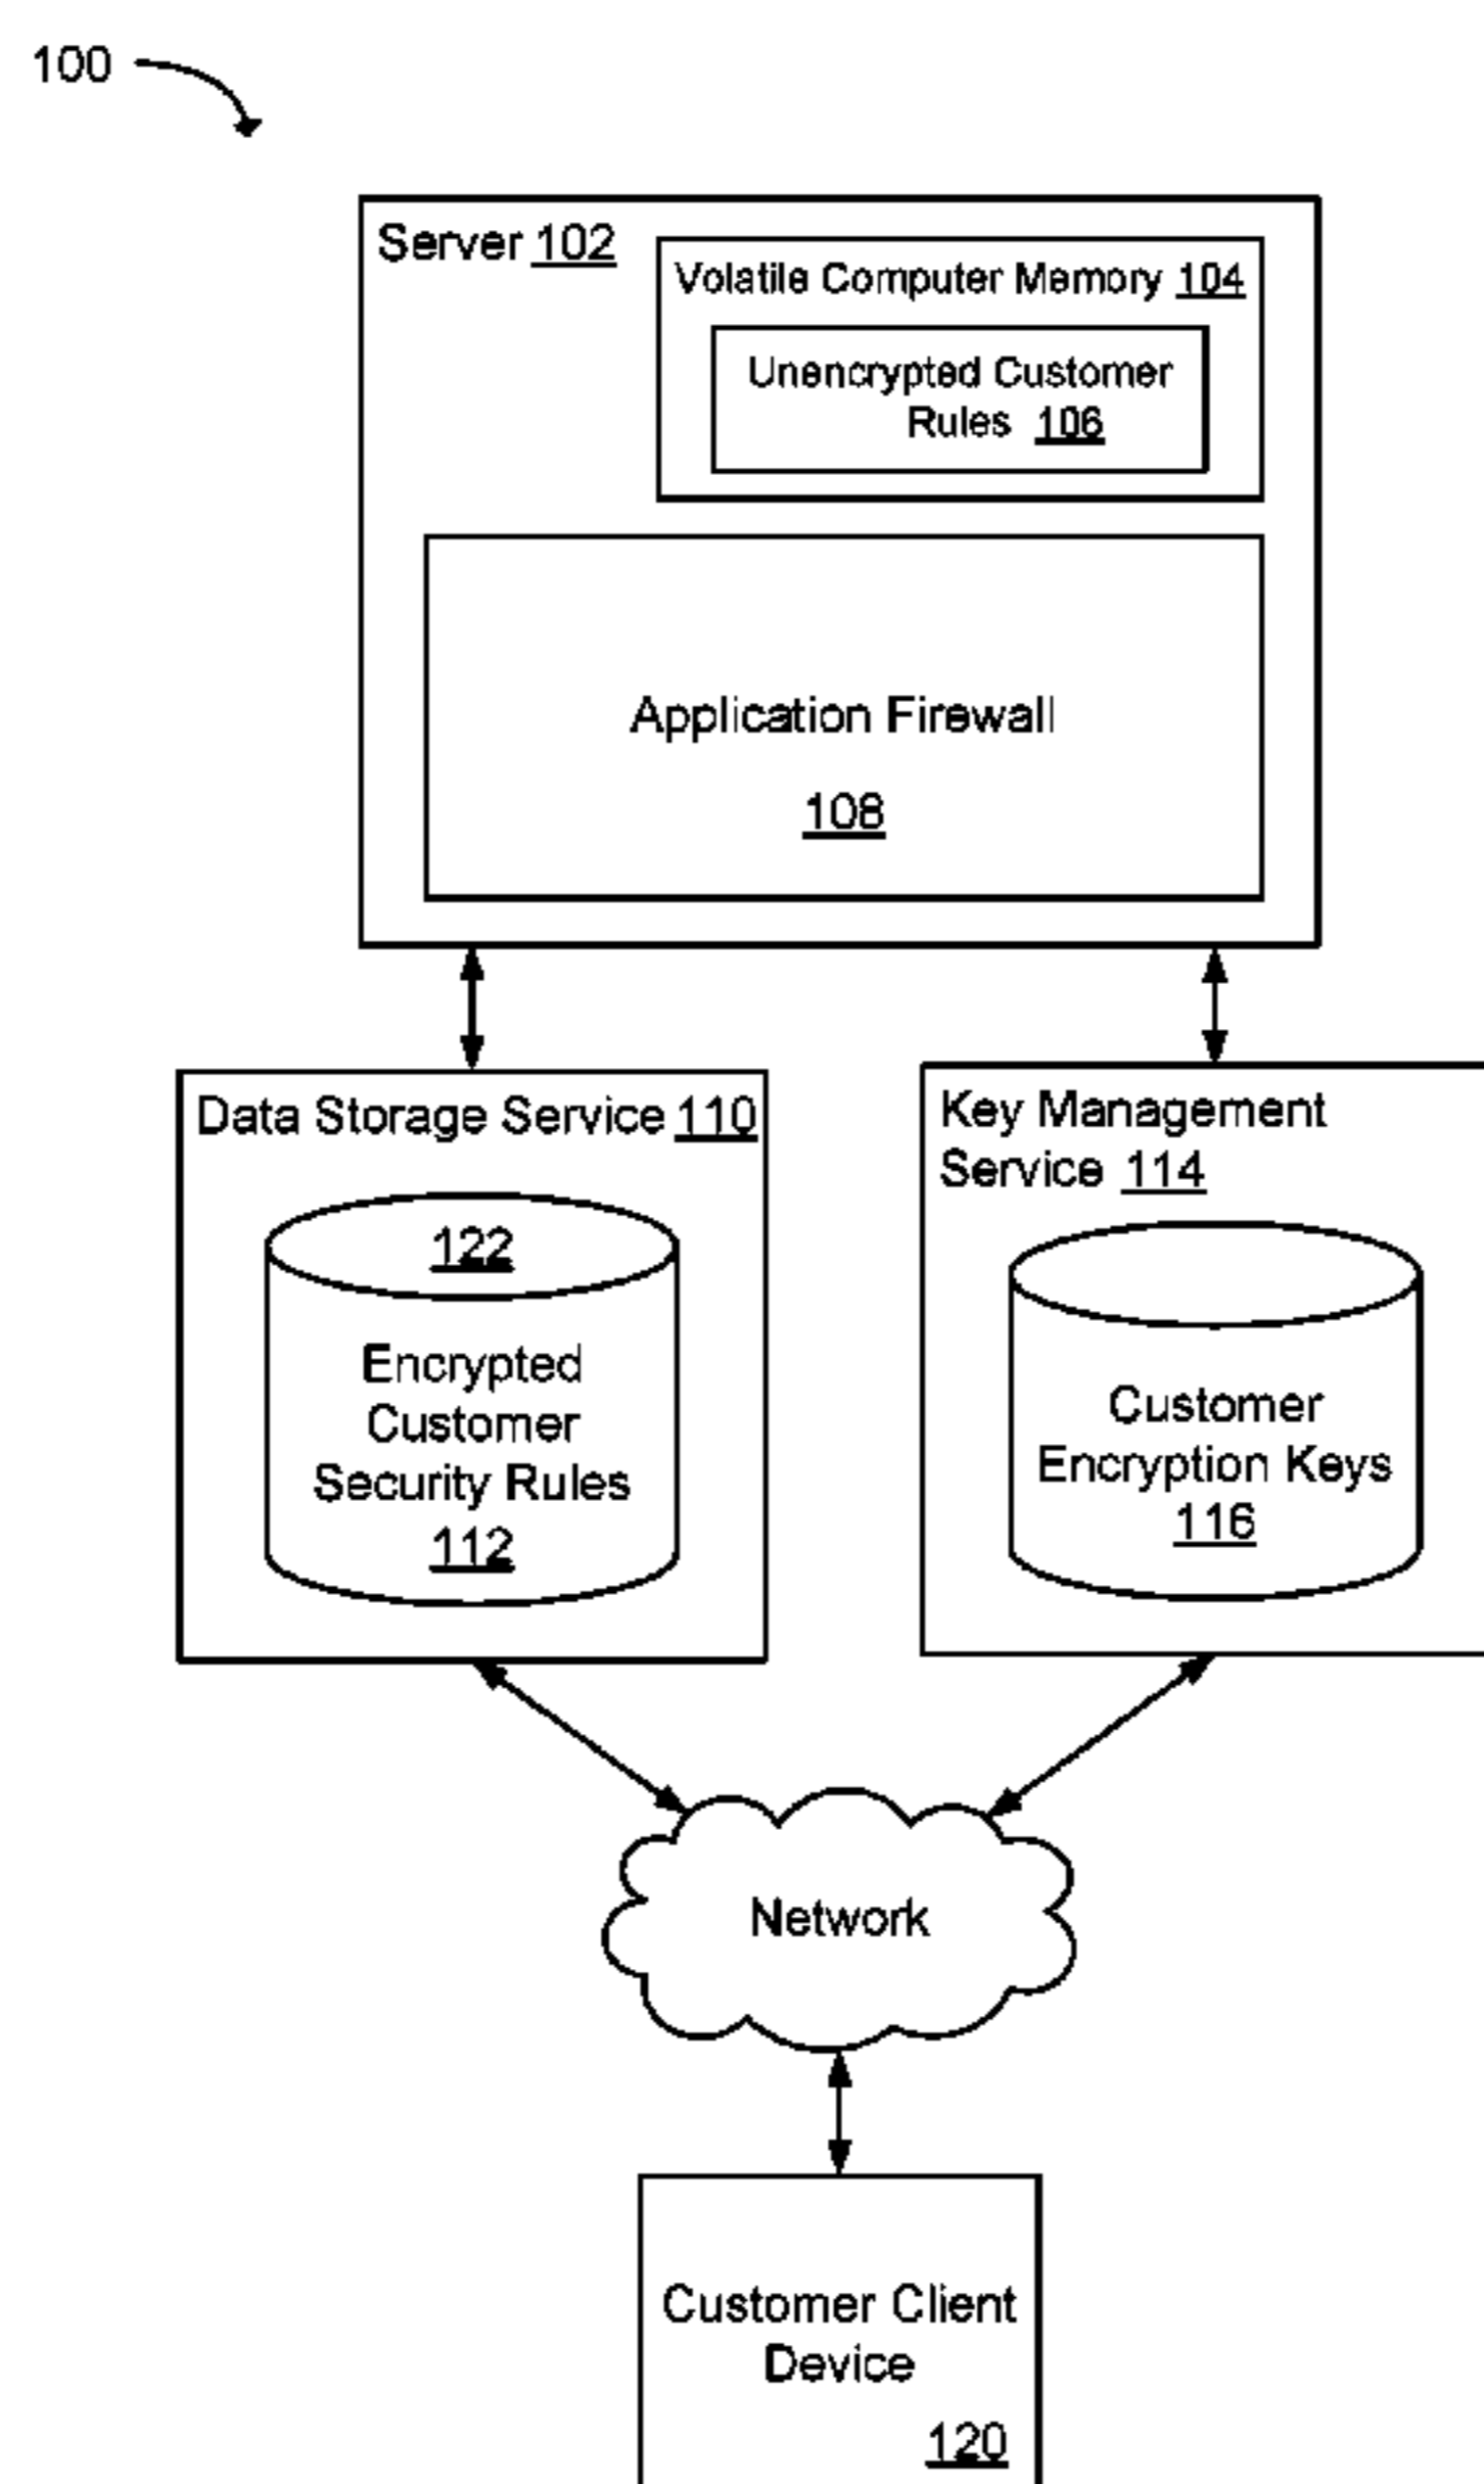 100
Server 102
Volatile Computer Memory 104
Unencrypted Customer
Rules 106
Application Firewall
108
Data Storage Service 110
122
Encrypted
Customer
Security Rules
112
Key Management
Service 114
Customer
Encryption Keys
116
Network
Customer Client
Device
120